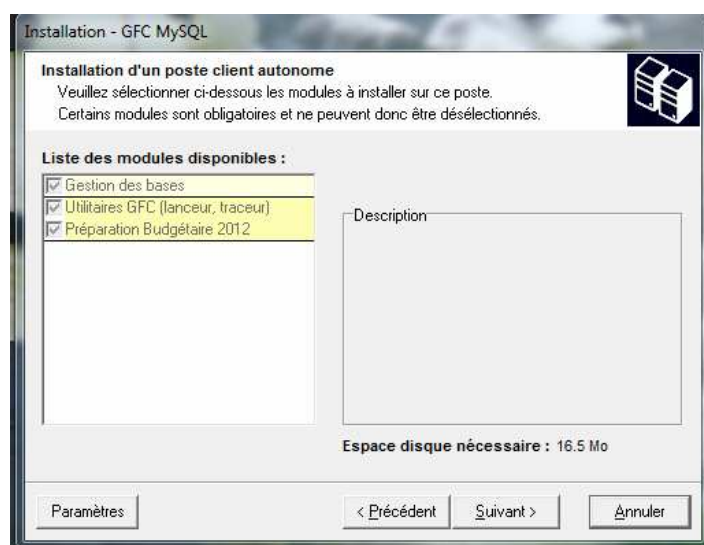 Installation - GFC MySQL
Installation d'un poste client autonome
Veuillez sélectionner ci-dessous les modules à installer sur ce poste.
Certains modules sont obligatoires et ne peuvent donc être désélectionnés.
Liste des modules disponibles :
Gestion des bases
Utilitaires GFC (lanceur, traceur)
Préparation Budgétaire 2012
Description
Espace disque nécessaire : 16.5 Mo
Paramètres
< Précédent
Suivant >
Annuler